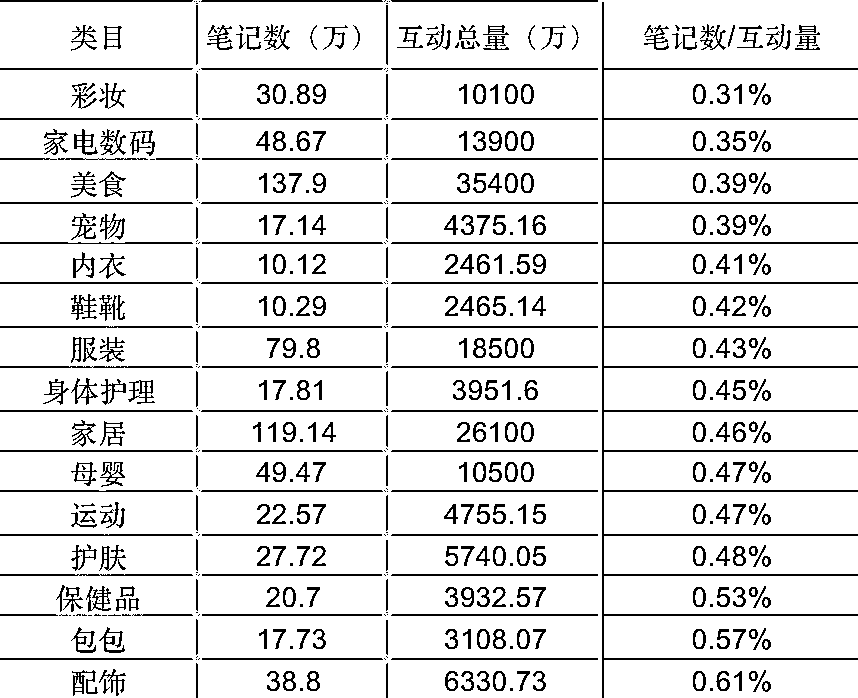 类目 笔记数（万） 互动总量（万） 笔记数/互动量
彩妆 30.89 10100 0.31%
家电数码 48.67 13900 0.35%
美食 137.9 35400 0.39%
宠物 17.14 4375.16 0.39%
内衣 10.12 2461.59 0.41%
鞋靴 10.29 2465.14 0.42%
服装 79.8 18500 0.43%
身体护理 17.81 3951.6 0.45%
家居 119.14 26100 0.46%
母婴 49.47 10500 0.47%
运动 22.57 4755.15 0.47%
护肤 27.72 5740.05 0.48%
保健品 20.7 3932.57 0.53%
包包 17.73 3108.07 0.57%
配饰 38.8 6330.73 0.61%